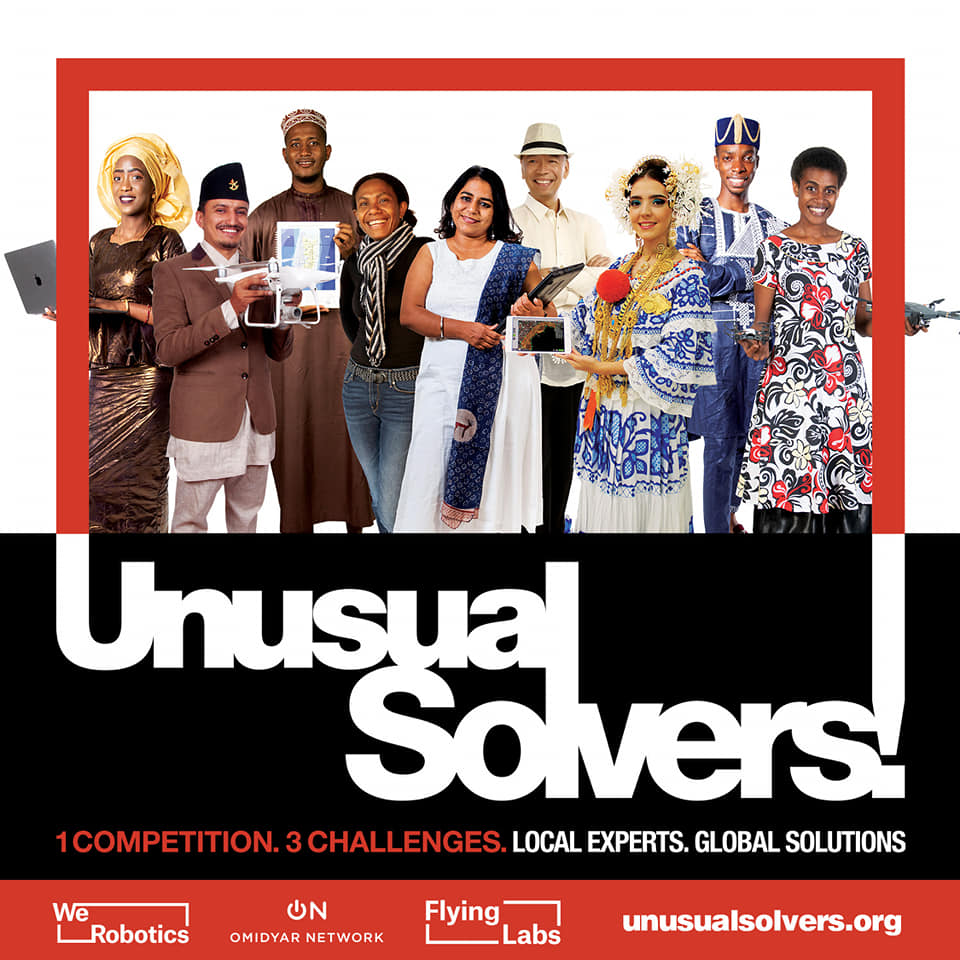 Unusual
Solvers!
1 COMPETITION. 3 CHALLENGES. LOCAL EXPERTS. GLOBAL SOLUTIONS
We
Robotics
ON
OMIDYAR NETWORK
Flying
Labs
unusualsolvers.org